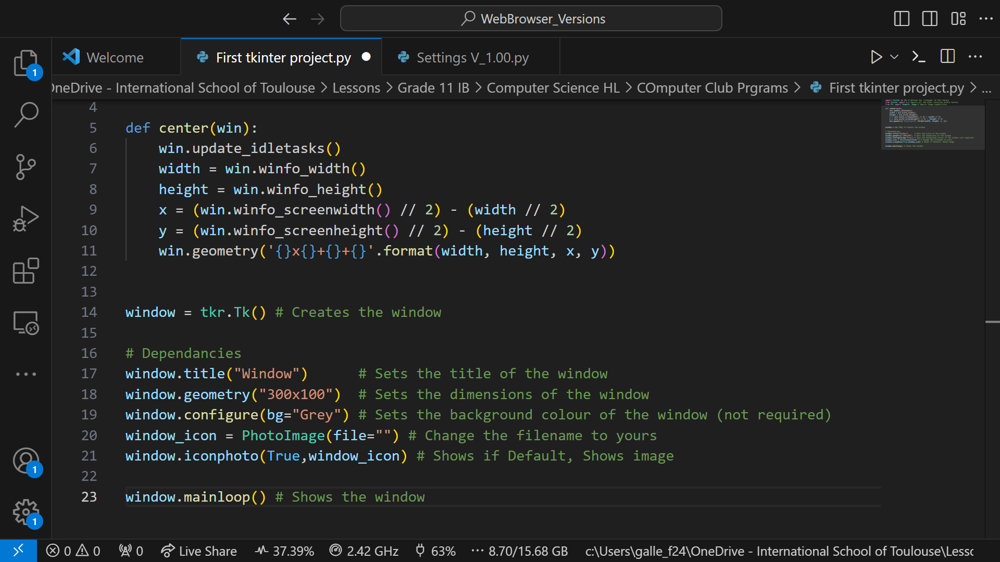 WebBrowser_Versions
Welcome
First tkinter project.py
Settings V_1.00.py
OneDrive - International School of Toulouse > Lessons > Grade 11 IB > Computer Science HL > COmputer Club Prgrams > First tkinter project.py > ...
4
5 def center(win):
6 win.update_idletasks()
7 width = win.winfo_width()
8 height = win.winfo_height()
9 x = (win.winfo_screenwidth() // 2) - (width // 2)
10 y = (win.winfo_screenheight() // 2) - (height // 2)
11 win.geometry('{}x{}+{}+{}'.format(width, height, x, y))
12
13
14 window = tkr.Tk() # Creates the window
15
16 # Dependancies
17 window.title("Window") # Sets the title of the window
18 window.geometry("300x100") # Sets the dimensions of the window
19 window.configure(bg="Grey") # Sets the background colour of the window (not required)
20 window_icon = PhotoImage(file="") # Change the filename to yours
21 window.iconphoto(True,window_icon) # Shows if Default, Shows image
22
23 window.mainloop() # Shows the window
1
1
1
0 0 0 Live Share 37.39% 2.42 GHz 63% ··· 8.70/15.68 GB c:\Users\galle_f24\OneDrive - International School of Toulouse\Lesso